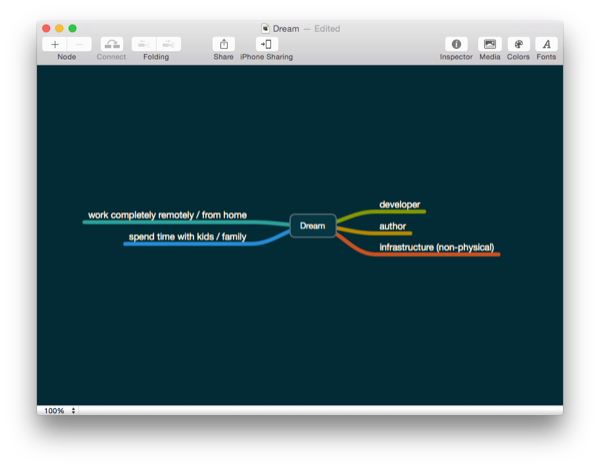 Dream — Edited
Node
Connect
Folding
Share
iPhone Sharing
Inspector
Media
Colors
A
Fonts
work completely remotely / from home
spend time with kids / family
Dream
developer
author
infrastructure (non-physical)
100%